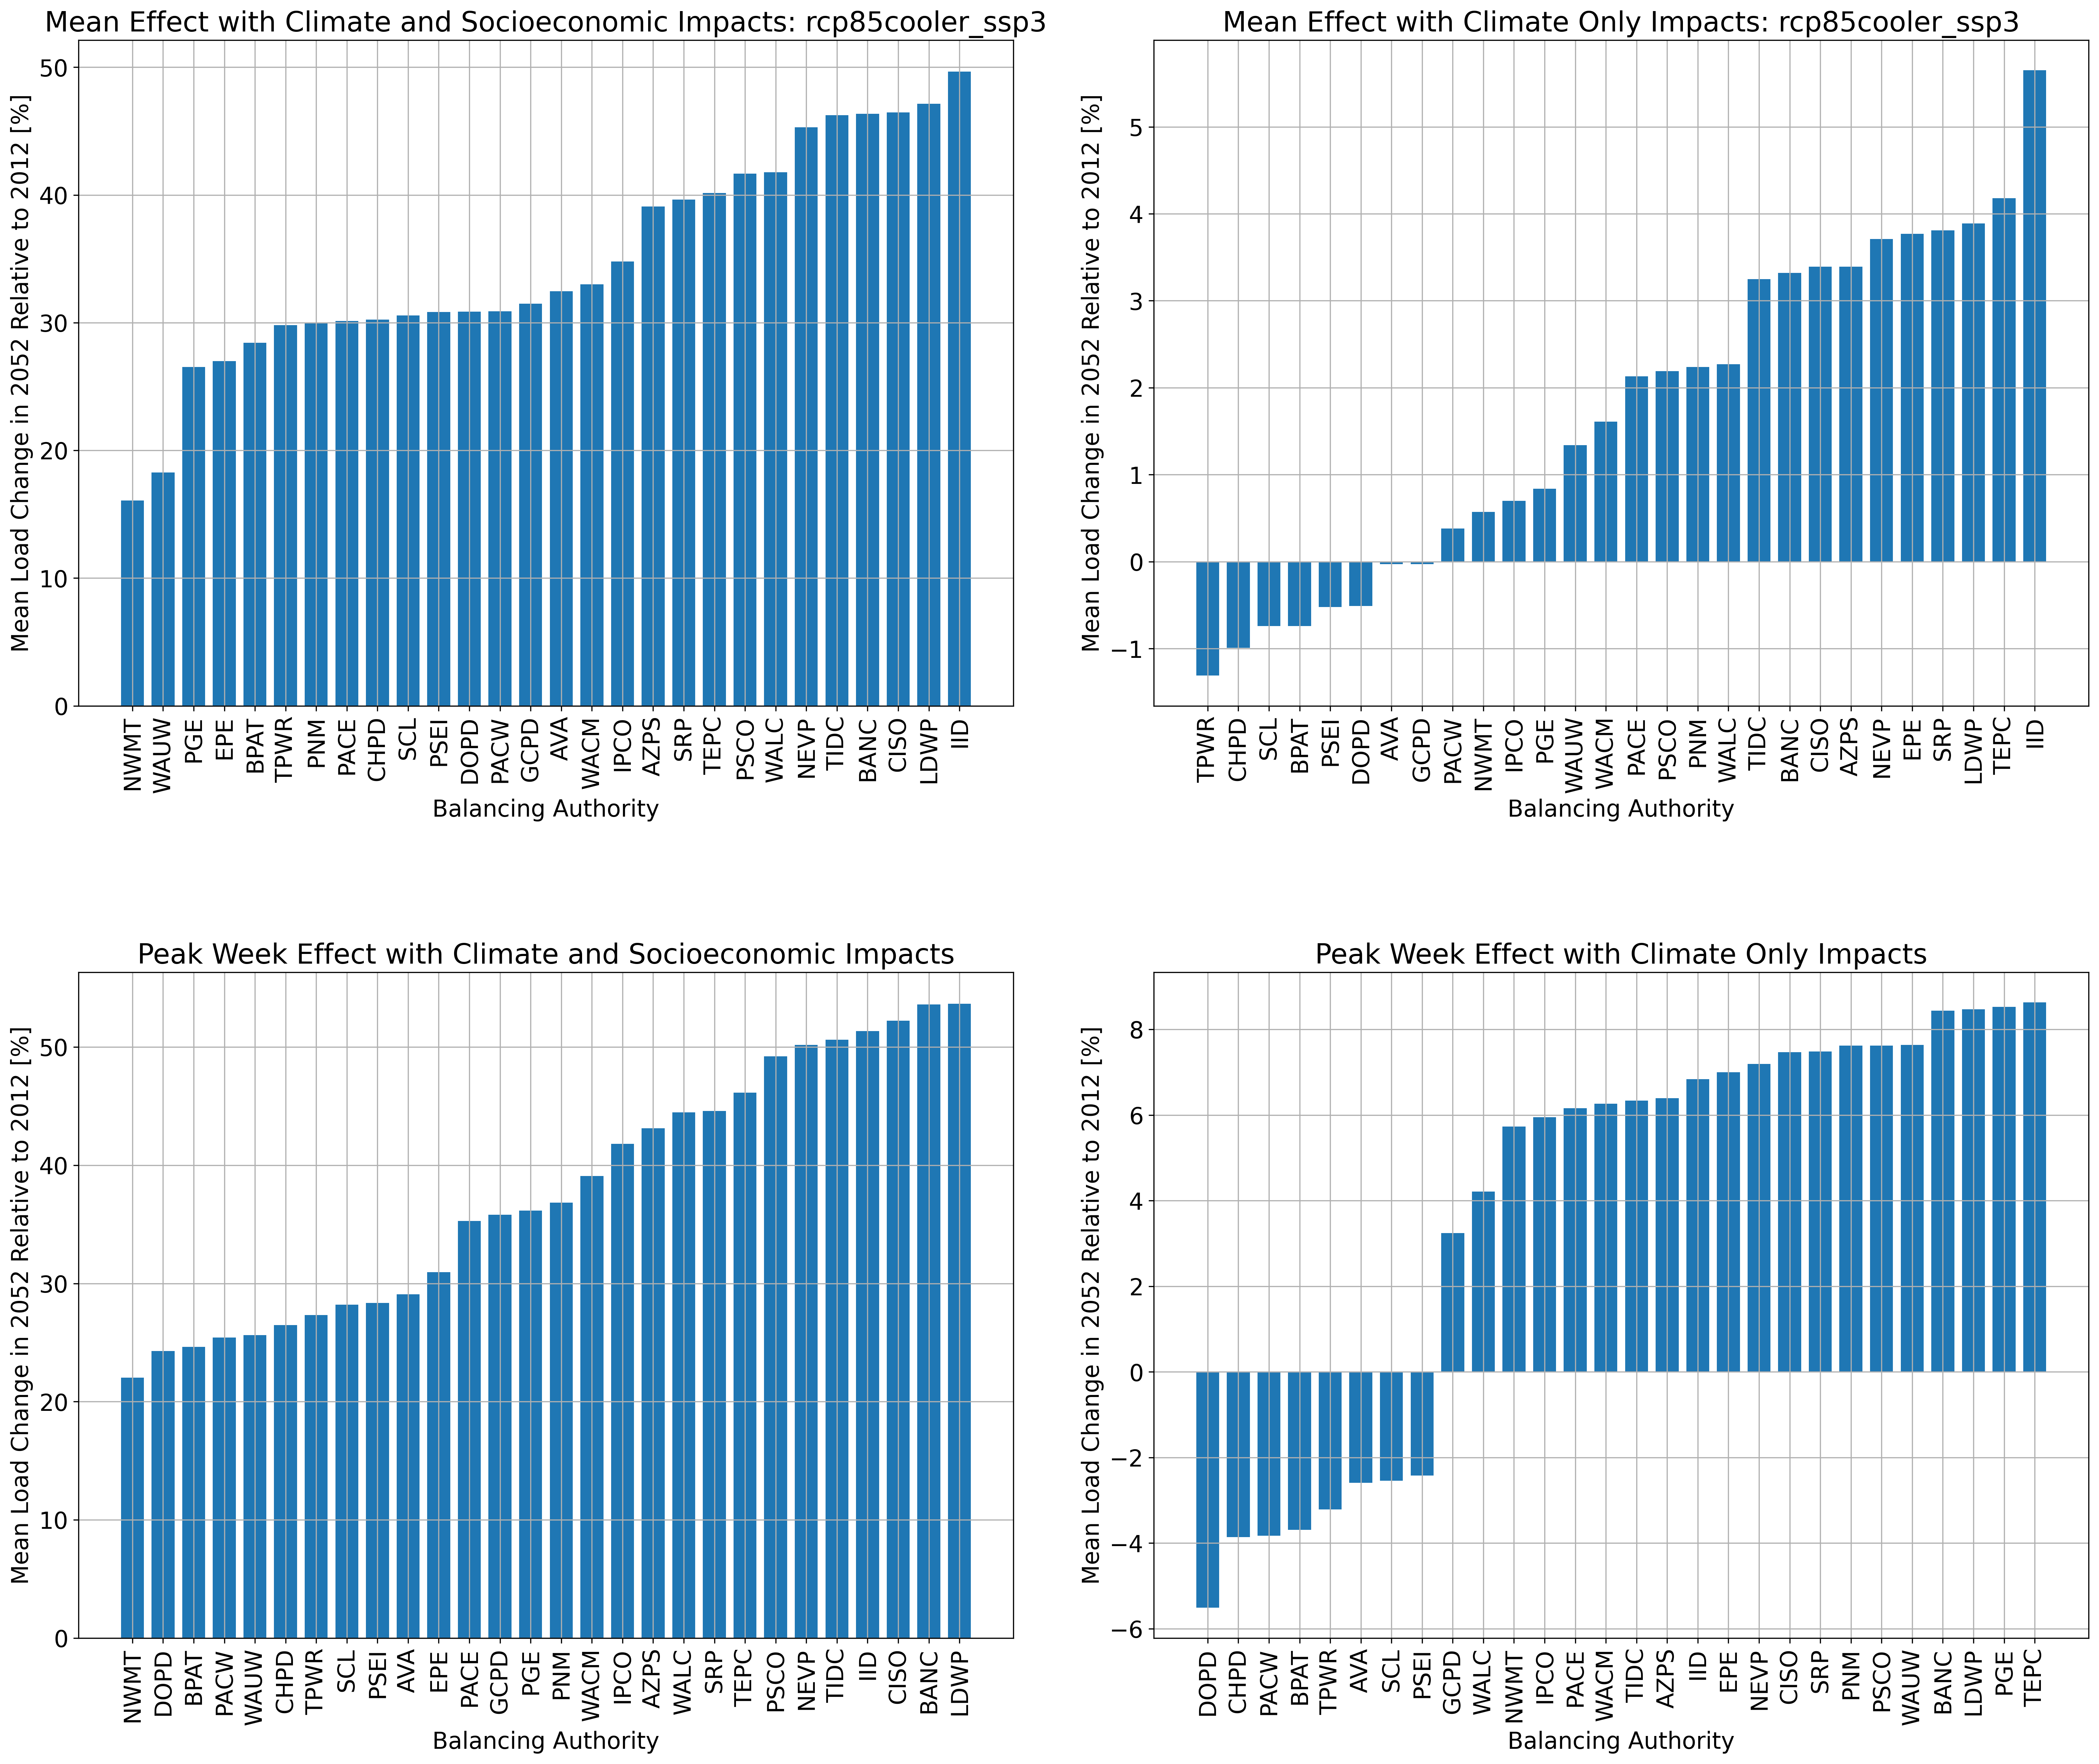 Mean Effect with Climate and Socioeconomic Impacts: rcp85cooler_ssp3
Mean Load Change in 2052 Relative to 2012 [%]
50
40
30
20
10
0
NWMT
WAUW
PGE
EPE
BPAT
TPWR
PNM
PACE
CHPD
SCL
PSEI
DOPD
PACW
GCPD
AVA
WACM
IPCO
AZPS
SRP
TEPC
PSCO
WALC
NEVP
TIDC
BANC
CISO
LDWP
IID
Balancing Authority
Mean Effect with Climate Only Impacts: rcp85cooler_ssp3
Mean Load Change in 2052 Relative to 2012 [%]
5
4
3
2
1
0
−1
TPWR
CHPD
SCL
BPAT
PSEI
DOPD
AVA
GCPD
PACW
NWMT
IPCO
PGE
WAUW
WACM
PACE
PSCO
PNM
WALC
TIDC
BANC
CISO
AZPS
NEVP
EPE
SRP
LDWP
TEPC
IID
Balancing Authority
Peak Week Effect with Climate and Socioeconomic Impacts
Mean Load Change in 2052 Relative to 2012 [%]
50
40
30
20
10
0
NWMT
DOPD
BPAT
PACW
WAUW
CHPD
TPWR
SCL
PSEI
AVA
EPE
PACE
GCPD
PGE
PNM
WACM
IPCO
AZPS
WALC
SRP
TEPC
PSCO
NEVP
TIDC
IID
CISO
BANC
LDWP
Balancing Authority
Peak Week Effect with Climate Only Impacts
Mean Load Change in 2052 Relative to 2012 [%]
8
6
4
2
0
−2
−4
−6
DOPD
CHPD
PACW
BPAT
TPWR
AVA
SCL
PSEI
GCPD
WALC
NWMT
IPCO
PACE
WACM
TIDC
AZPS
IID
EPE
NEVP
CISO
SRP
PNM
PSCO
WAUW
BANC
LDWP
PGE
TEPC
Balancing Authority